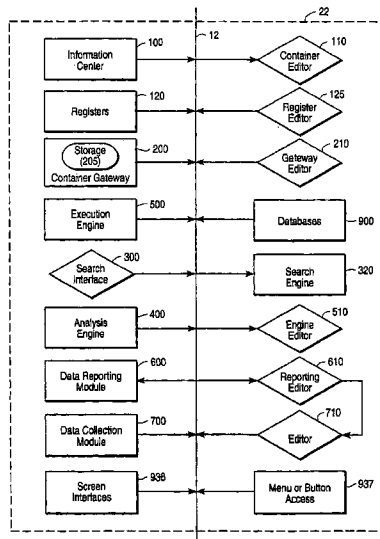 22
12
100
Information
Center
110
Container
Editor
120
Registers
125
Register
Editor
200
Storage
(205)
Container Gateway
210
Gateway
Editor
500
Execution
Engine
Databases
900
300
Search
Interface
320
Search
Engine
400
Analysis
Engine
510
Engine
Editor
600
Data Reporting
Module
610
Reporting
Editor
700
Data Collection
Module
710
Editor
936
Screen
Interfaces
937
Menu or Button
Access